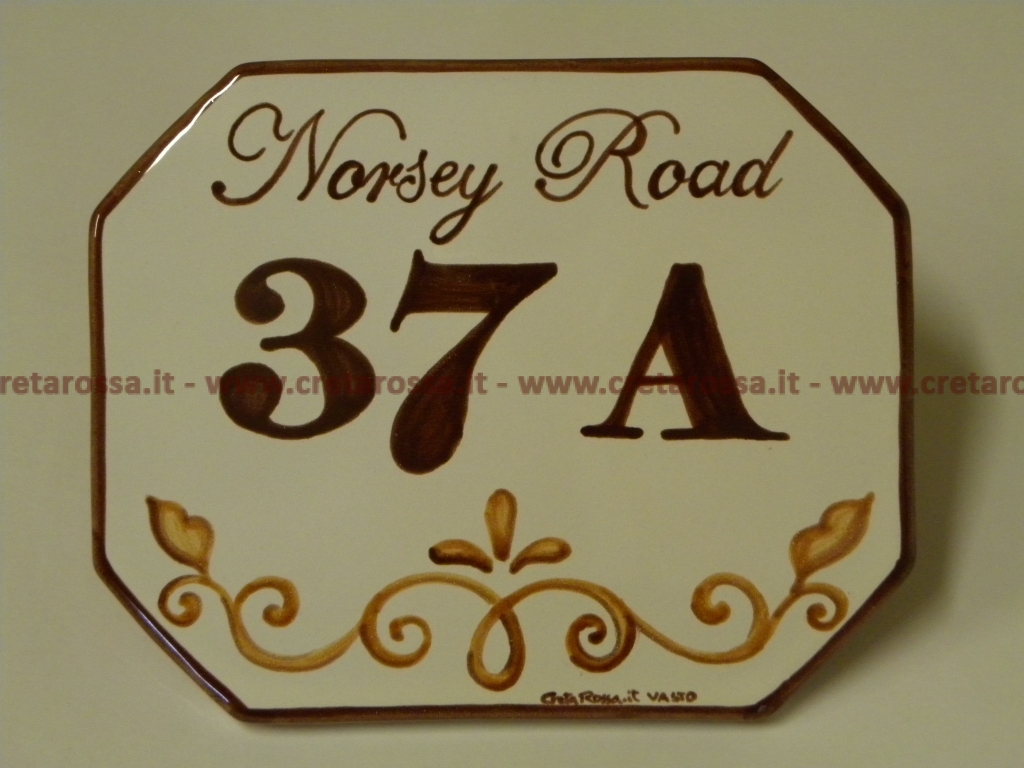 Norsey Road
37A
cretarossa.it - www.cretarossa.it - www.cretarossa.it - www.cretaro
CretaRossa.it VASTO